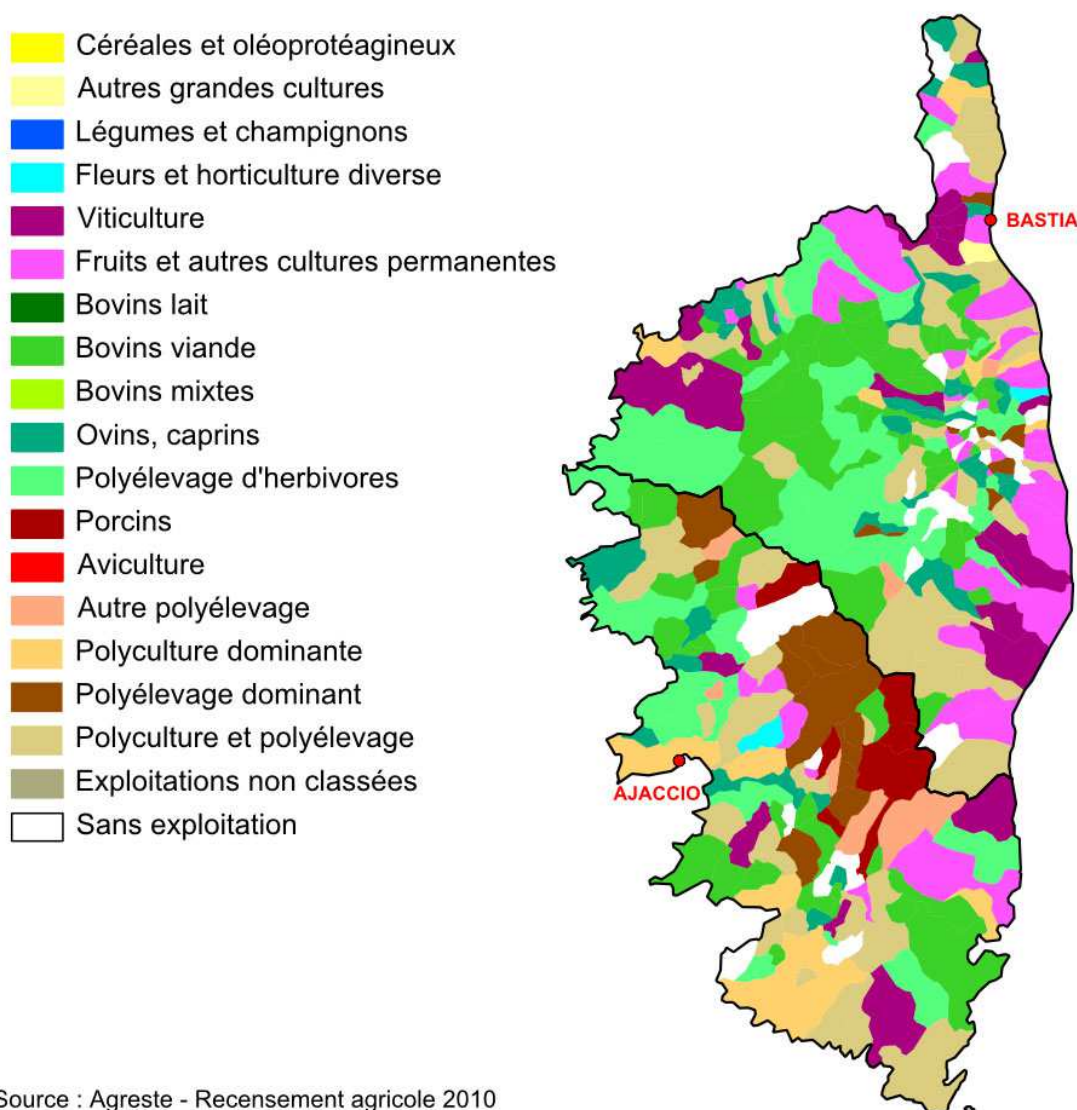 Céréales et oléoprotéagineux
Autres grandes cultures
Légumes et champignons
Fleurs et horticulture diverse
Viticulture
Fruits et autres cultures permanentes
Bovins lait
Bovins viande
Bovins mixtes
Ovins, caprins
Polyélevage d'herbivores
Porcins
Aviculture
Autre polyélevage
Polyculture dominante
Polyélevage dominant
Polyculture et polyélevage
Exploitations non classées
Sans exploitation
BASTIA
AJACCIO
Source : Agreste - Recensement agricole 2010